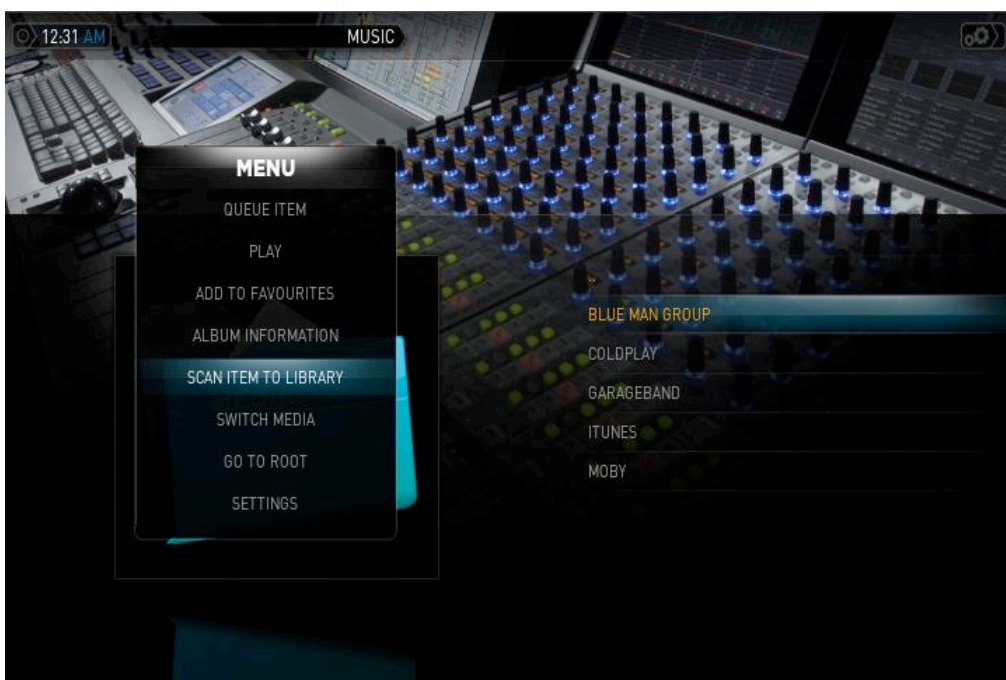 12:31 AM
MUSIC
MENU
QUEUE ITEM
PLAY
ADD TO FAVOURITES
ALBUM INFORMATION
SCAN ITEM TO LIBRARY
SWITCH MEDIA
GO TO ROOT
SETTINGS
..
BLUE MAN GROUP
COLDPLAY
GARAGEBAND
ITUNES
MOBY